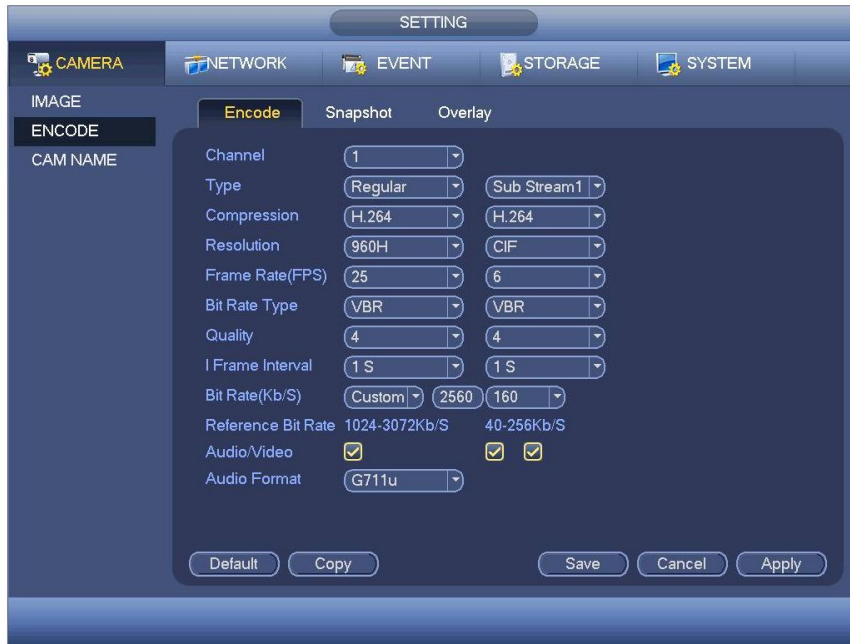 SETTING
CAMERA NETWORK EVENT STORAGE SYSTEM
IMAGE
ENCODE
CAM NAME
Encode Snapshot Overlay
Channel 1
Type Regular Sub Stream1
Compression H.264 H.264
Resolution 960H CIF
Frame Rate(FPS) 25 6
Bit Rate Type VBR VBR
Quality 4 4
I Frame Interval 1 S 1 S
Bit Rate(Kb/S) Custom 2560 160
Reference Bit Rate 1024-3072Kb/S 40-256Kb/S
Audio/Video
Audio Format G711u
Default Copy Save Cancel Apply